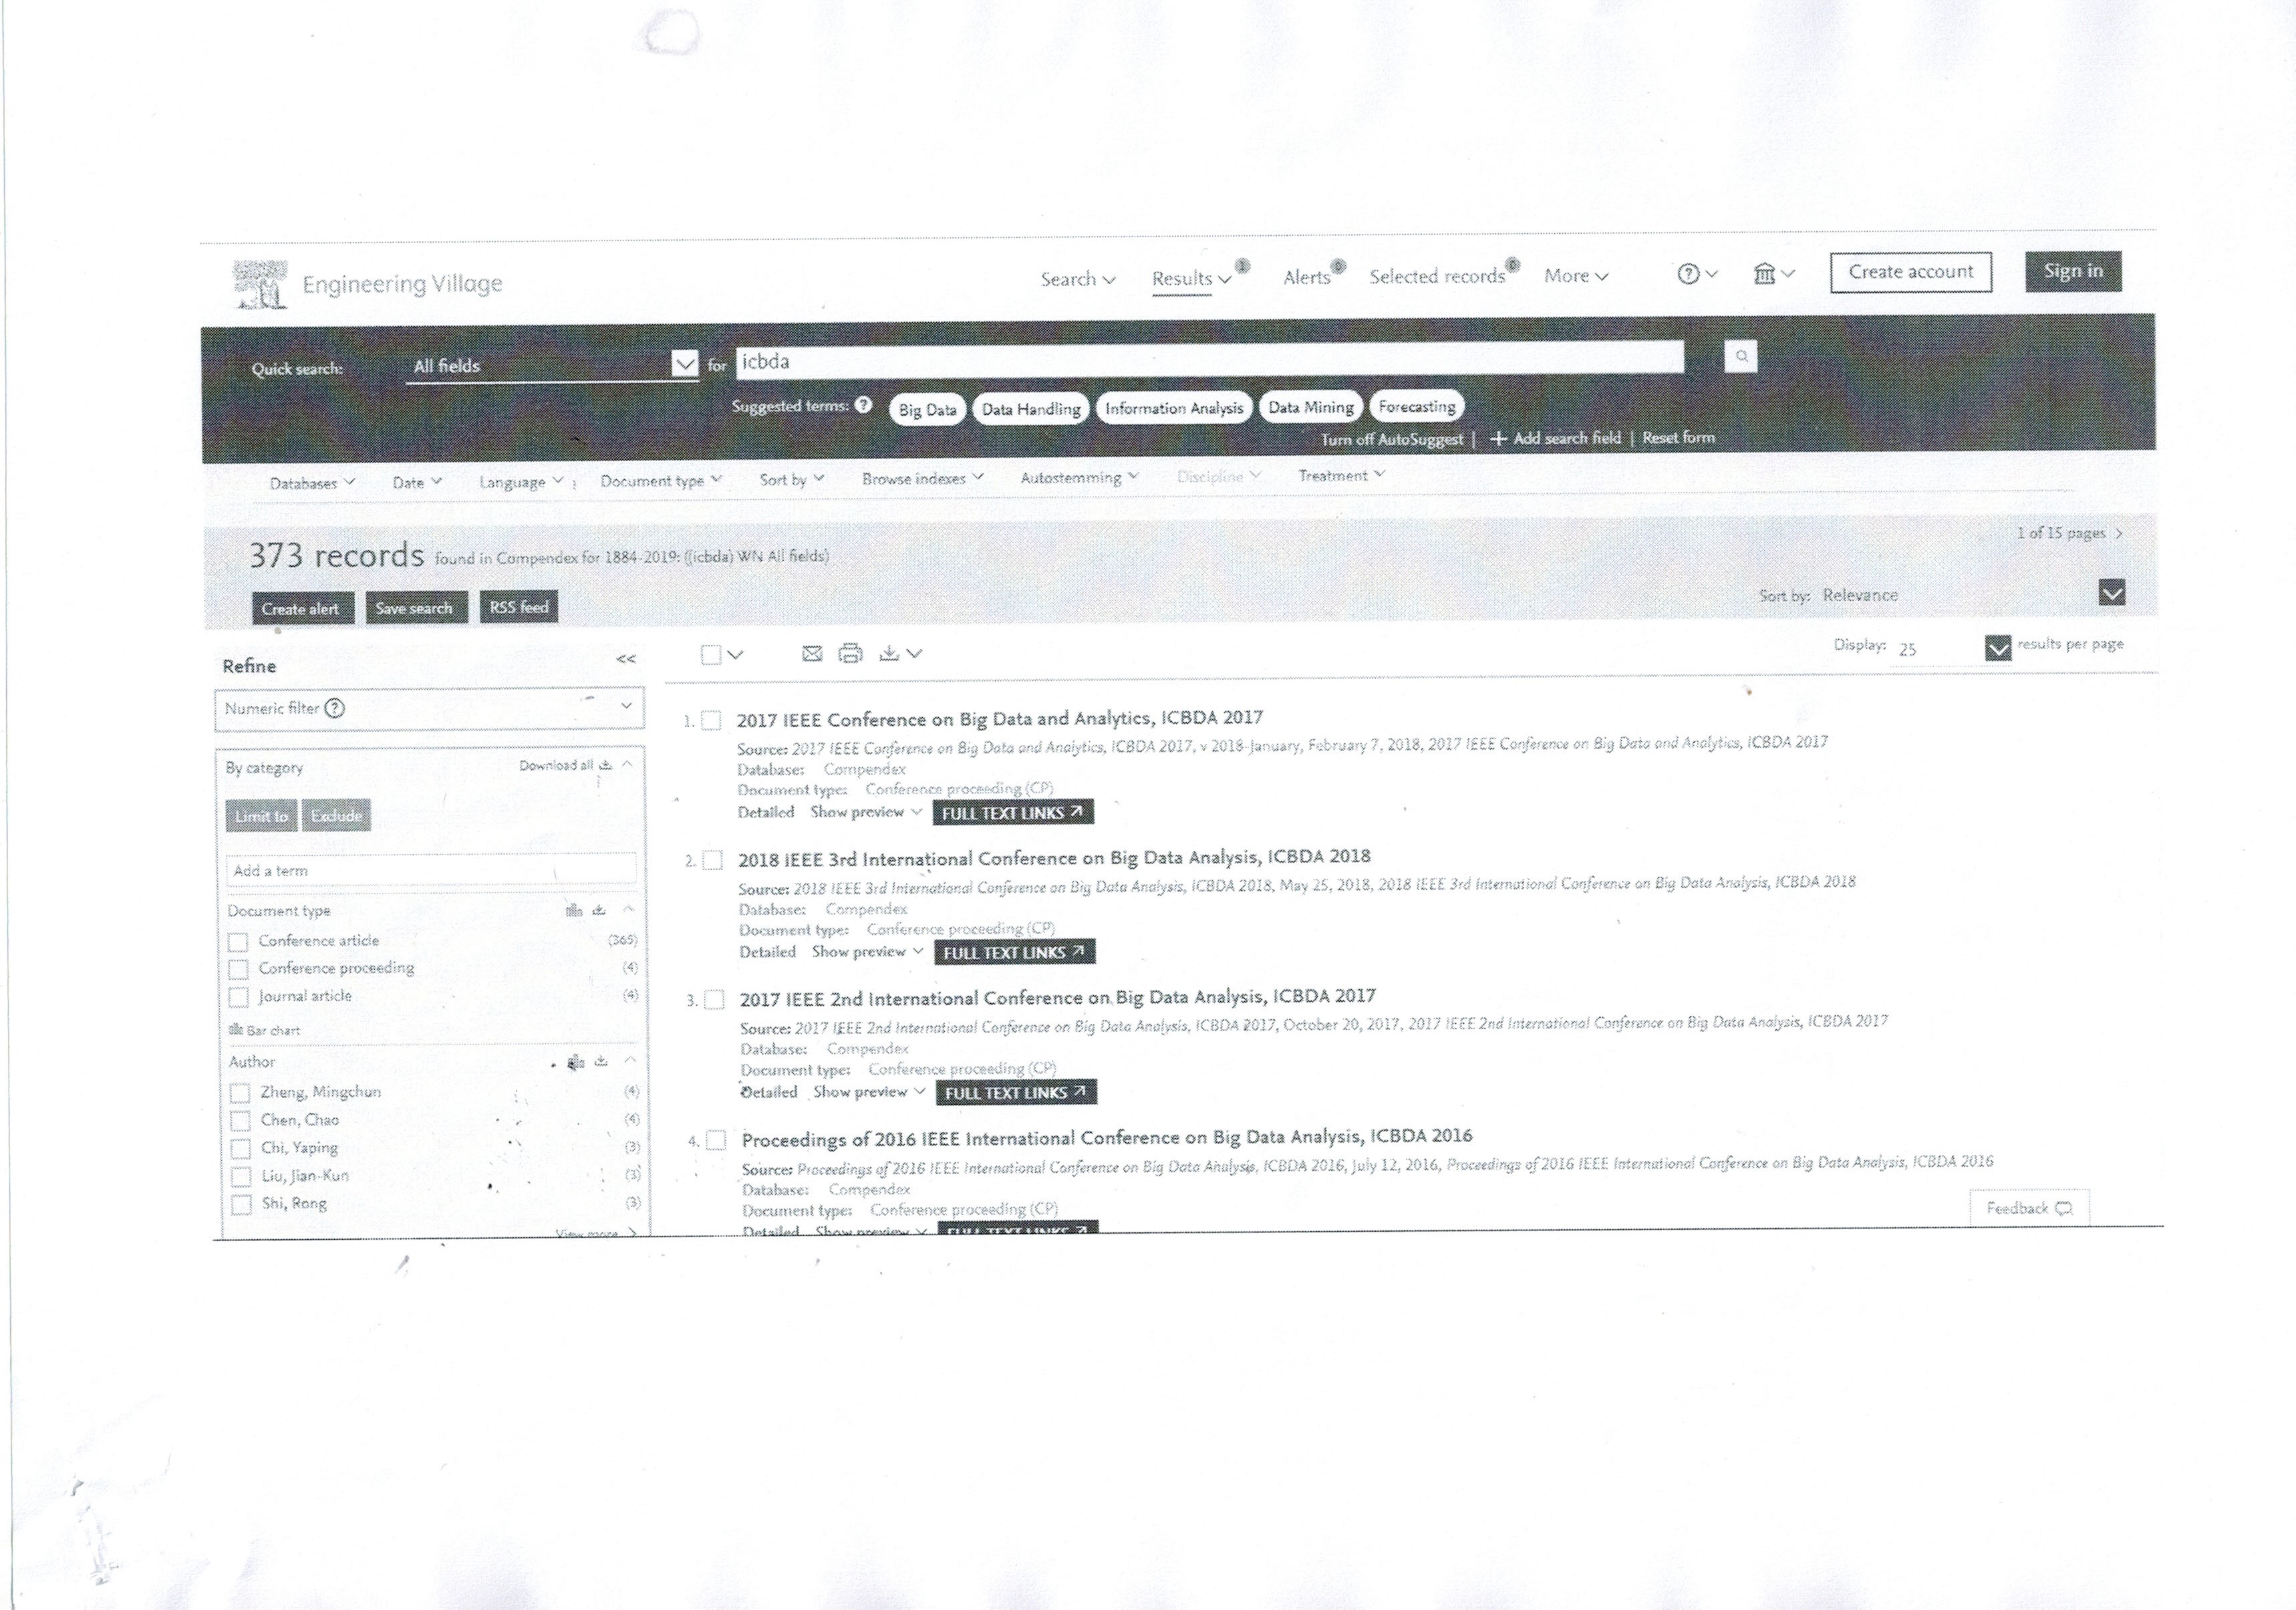 Engineering Village
Search Results 1 Alerts 0 Selected records 0 More Create account Sign in
Quick search: All fields for icbda
Suggested terms: Big Data Data Handling Information Analysis Data Mining Forecasting
Turn off AutoSuggest | + Add search field | Reset form
Databases Date Language Document type Sort by Browse indexes Autostemming Discipline Treatment
1 of 15 pages >
373 records found in Compendex for 1884-2019: ((icbda) WN All fields)
Create alert Save search RSS feed
Sort by: Relevance
Display: 25 results per page
Refine <<
Numeric filter ?
By category Download all
Limit to Exclude
Add a term
Document type
Conference article (365)
Conference proceeding (4)
Journal article (4)
Bar chart
Author
Zheng, Mingchun (4)
Chen, Chao (4)
Chi, Yaping (3)
Liu, Jian-Kun (3)
Shi, Rong (3)
View more >
1. 2017 IEEE Conference on Big Data and Analytics, ICBDA 2017
Source: 2017 IEEE Conference on Big Data and Analytics, ICBDA 2017, v 2018-January, February 7, 2018, 2017 IEEE Conference on Big Data and Analytics, ICBDA 2017
Database: Compendex
Document type: Conference proceeding (CP)
Detailed Show preview FULL TEXT LINKS
2. 2018 IEEE 3rd International Conference on Big Data Analysis, ICBDA 2018
Source: 2018 IEEE 3rd International Conference on Big Data Analysis, ICBDA 2018, May 25, 2018, 2018 IEEE 3rd International Conference on Big Data Analysis, ICBDA 2018
Database: Compendex
Document type: Conference proceeding (CP)
Detailed Show preview FULL TEXT LINKS
3. 2017 IEEE 2nd International Conference on Big Data Analysis, ICBDA 2017
Source: 2017 IEEE 2nd International Conference on Big Data Analysis, ICBDA 2017, October 20, 2017, 2017 IEEE 2nd International Conference on Big Data Analysis, ICBDA 2017
Database: Compendex
Document type: Conference proceeding (CP)
Detailed Show preview FULL TEXT LINKS
4. Proceedings of 2016 IEEE International Conference on Big Data Analysis, ICBDA 2016
Source: Proceedings of 2016 IEEE International Conference on Big Data Analysis, ICBDA 2016, July 12, 2016, Proceedings of 2016 IEEE International Conference on Big Data Analysis, ICBDA 2016
Database: Compendex
Document type: Conference proceeding (CP)
Detailed Show preview FULL TEXT LINKS
Feedback